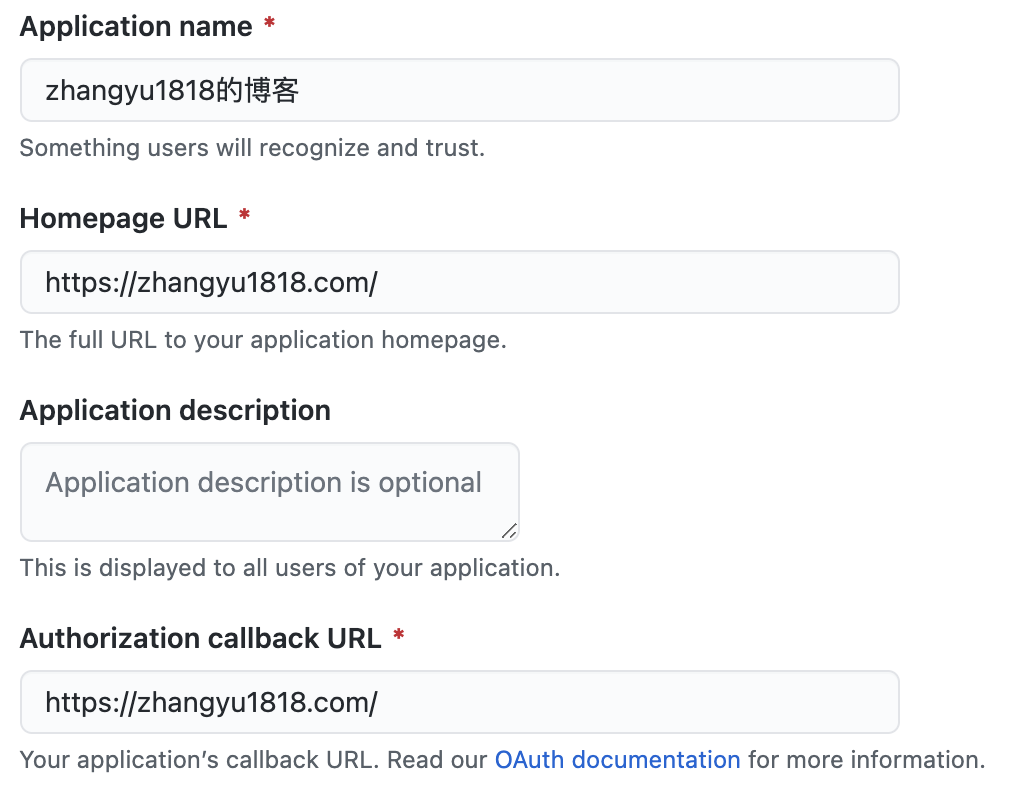 Application name *
zhangyu1818的博客
Something users will recognize and trust.
Homepage URL *
https://zhangyu1818.com/
The full URL to your application homepage.
Application description
Application description is optional
This is displayed to all users of your application.
Authorization callback URL *
https://zhangyu1818.com/
Your application’s callback URL. Read our OAuth documentation for more information.